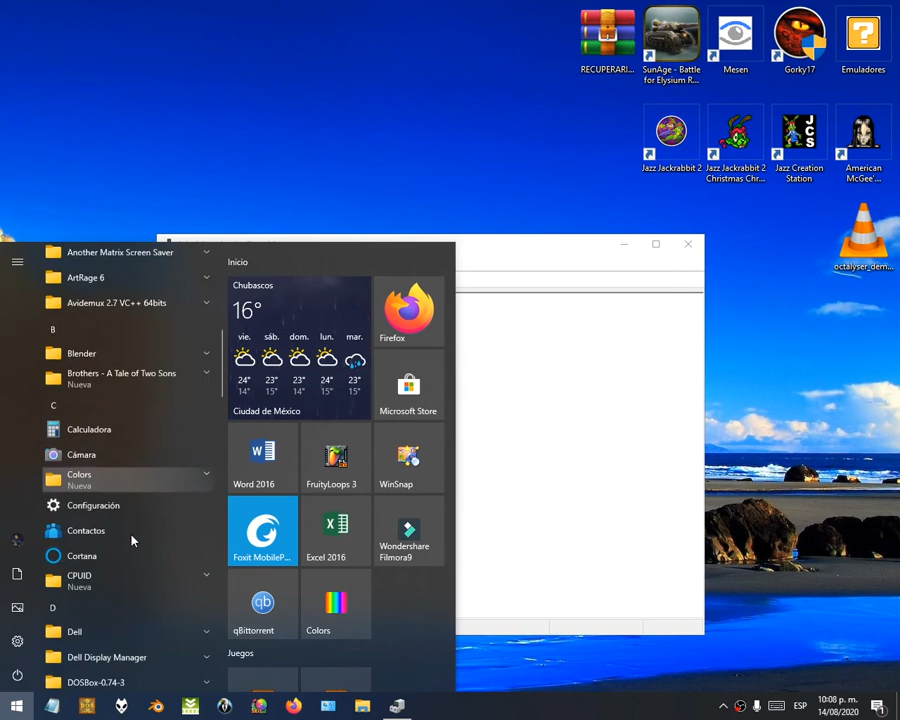 RECUPERARI...
SunAge - Battle
for Elysium R...
Mesen
Gorky17
Emuladores
JCS
Jazz Jackrabbit 2
Jazz Jackrabbit 2
Christmas Chr...
Jazz Creation
Station
American
McGee'...
octalyser_dem...
Another Matrix Screen Saver
ArtRage 6
Avidemux 2.7 VC++ 64bits
B
Blender
Brothers - A Tale of Two Sons
Nueva
C
Calculadora
Cámara
Colors
Nueva
Configuración
Contactos
Cortana
CPUID
Nueva
D
Dell
Dell Display Manager
DOSBox-0.74-3
Inicio
Chubascos
16°
vie. sáb. dom. lun. mar.
24° 23° 23° 24° 23°
14° 15° 15° 15° 15°
Ciudad de México
Firefox
Microsoft Store
Word 2016
FruityLoops 3
WinSnap
Foxit MobileP...
Excel 2016
Wondershare
Filmora9
qb
qBittorrent
Colors
Juegos
ESP
10:08 p. m.
14/08/2020
1